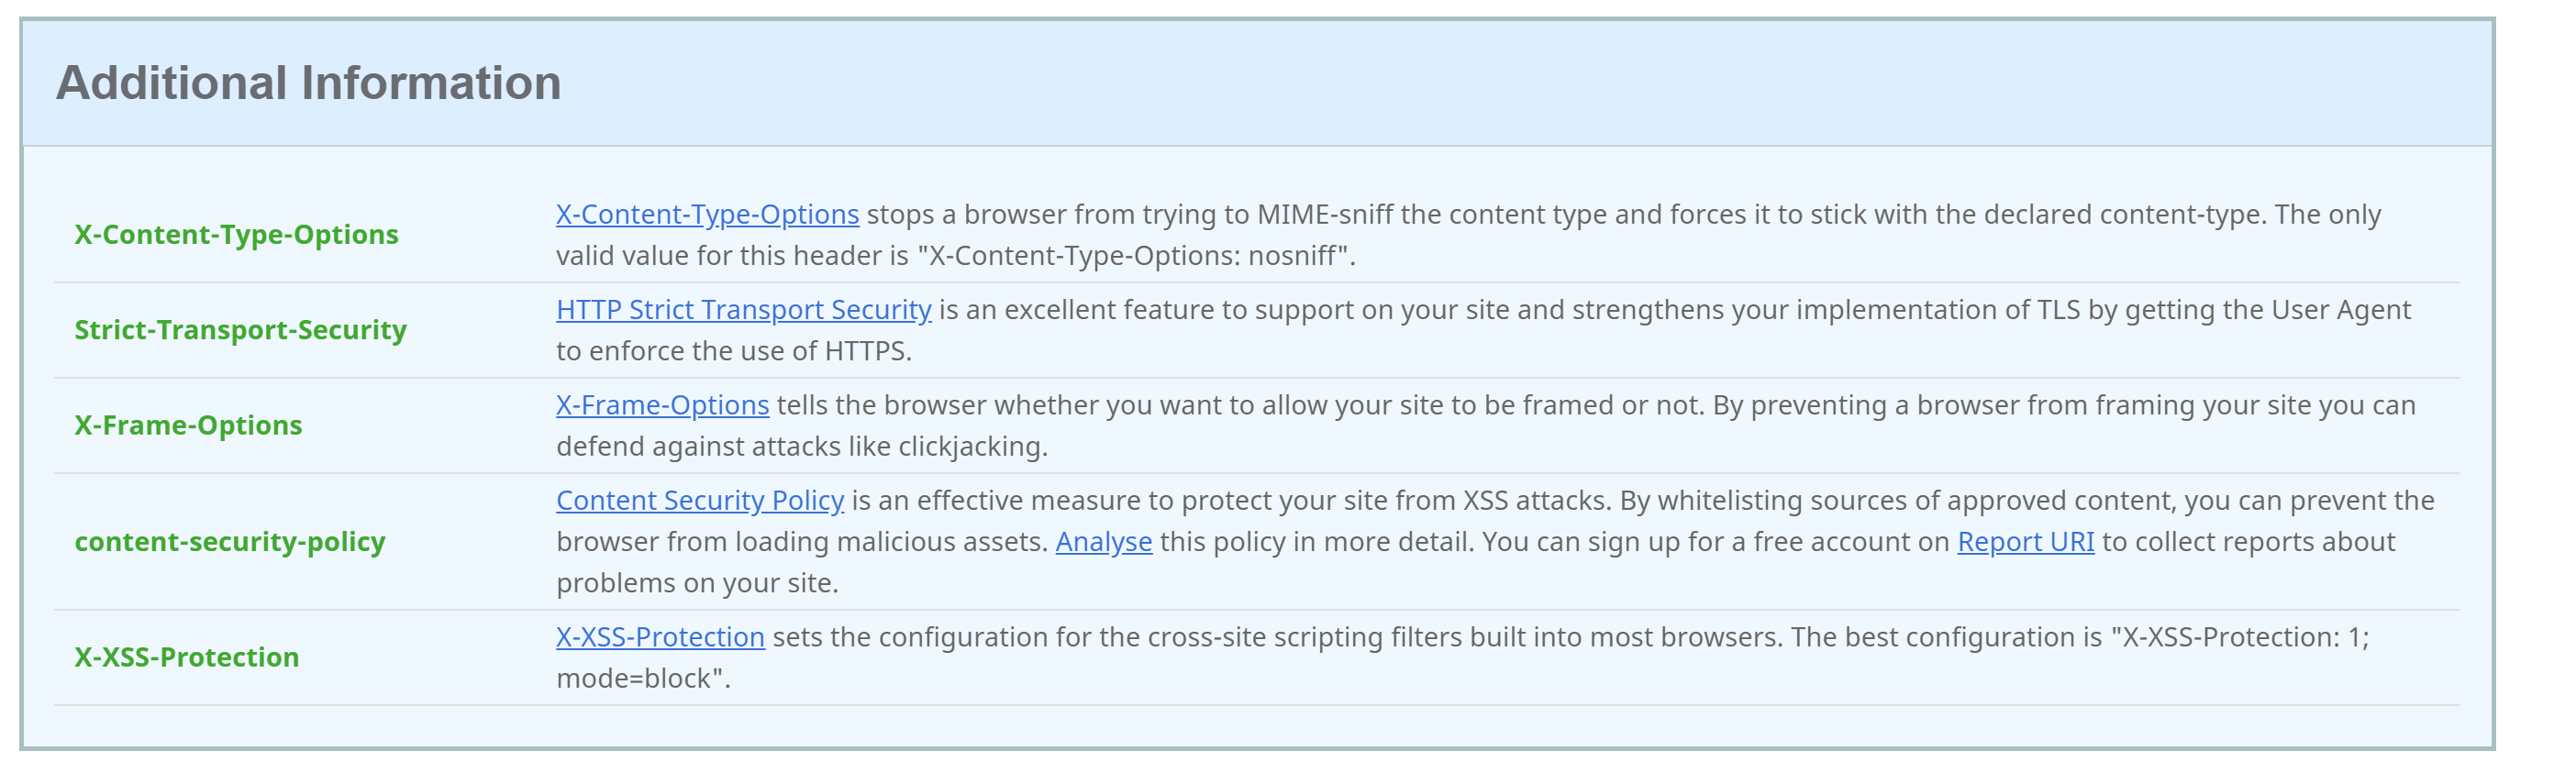 Additional Information
X-Content-Type-Options
X-Content-Type-Options stops a browser from trying to MIME-sniff the content type and forces it to stick with the declared content-type. The only
valid value for this header is "X-Content-Type-Options: nosniff".
Strict-Transport-Security
HTTP Strict Transport Security is an excellent feature to support on your site and strengthens your implementation of TLS by getting the User Agent
to enforce the use of HTTPS.
X-Frame-Options
X-Frame-Options tells the browser whether you want to allow your site to be framed or not. By preventing a browser from framing your site you can
defend against attacks like clickjacking.
content-security-policy
Content Security Policy is an effective measure to protect your site from XSS attacks. By whitelisting sources of approved content, you can prevent the
browser from loading malicious assets. Analyse this policy in more detail. You can sign up for a free account on Report URI to collect reports about
problems on your site.
X-XSS-Protection
X-XSS-Protection sets the configuration for the cross-site scripting filters built into most browsers. The best configuration is "X-XSS-Protection: 1;
mode=block".